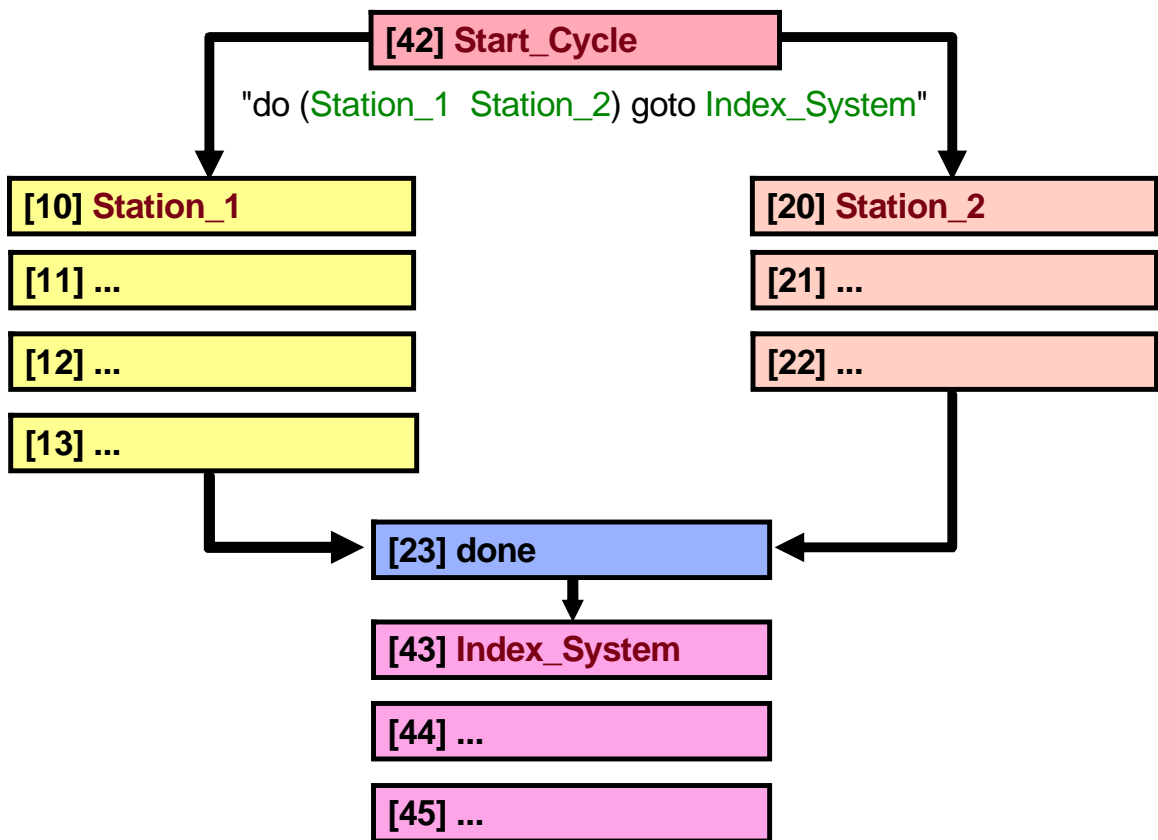 [42] Start_Cycle
"do (Station_1  Station_2) goto Index_System"
[10] Station_1
[11] ...
[12] ...
[13] ...
[20] Station_2
[21] ...
[22] ...
[23] done
[43] Index_System
[44] ...
[45] ...